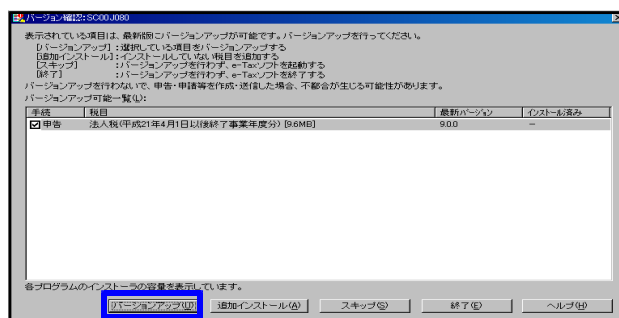 バージョン確認:SC00J080
表示されている項目は、最新版にバージョンアップが可能です。バージョンアップを行ってください。
[バージョンアップ]:選択している項目をバージョンアップする
[追加インストール]:インストールしていない税目を追加する
[スキップ] :バージョンアップを行わず、e-Taxソフトを起動する
[終了] :バージョンアップを行わず、e-Taxソフトを終了する
バージョンアップを行わないで、申告・申請等を作成・送信した場合、不都合が生じる可能性があります。
バージョンアップ可能一覧(L):
手続 税目 最新バージョン インストール済み
申告 法人税(平成21年4月1日以後終了事業年度分) [9.6MB] 9.0.0 －
各プログラムのインストーラの容量を表示しています。
バージョンアップ(U) 追加インストール(A) スキップ(S) 終了(E) ヘルプ(H)